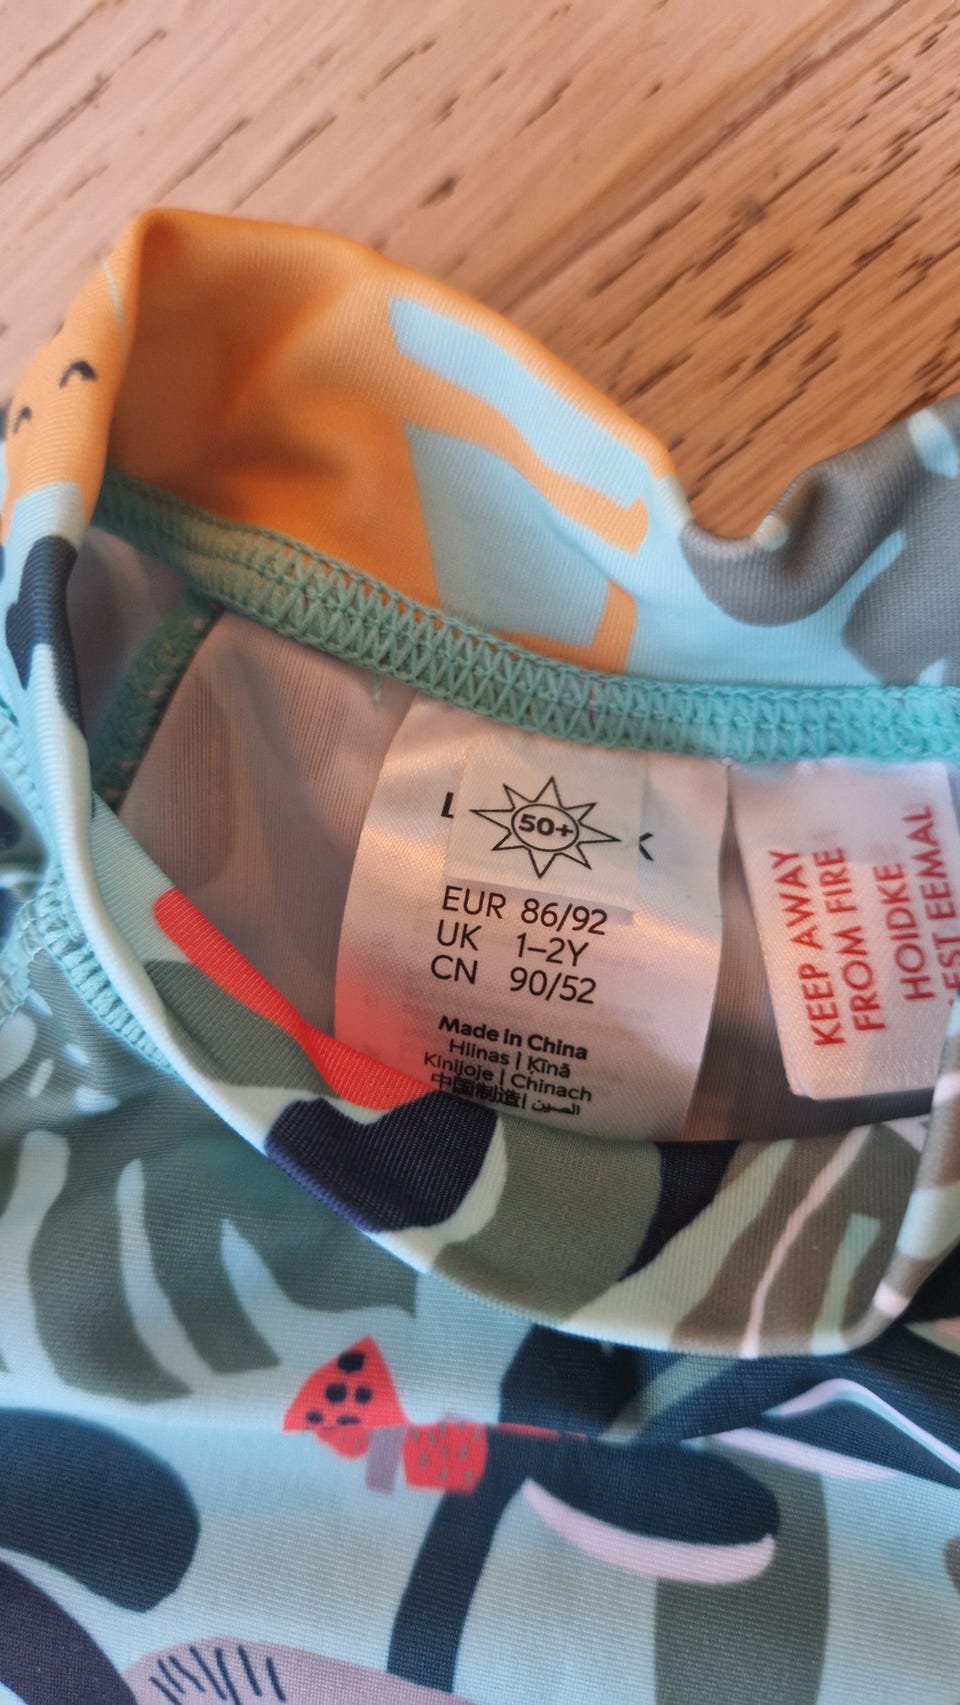 50+
EUR 86/92
UK 1–2Y
CN 90/52
Made in China
Hiinas | Ķīnā
Kinijoje | Chinach
中国制造 | الصين
KEEP AWAY
FROM FIRE
HOIDKE
EEMAL